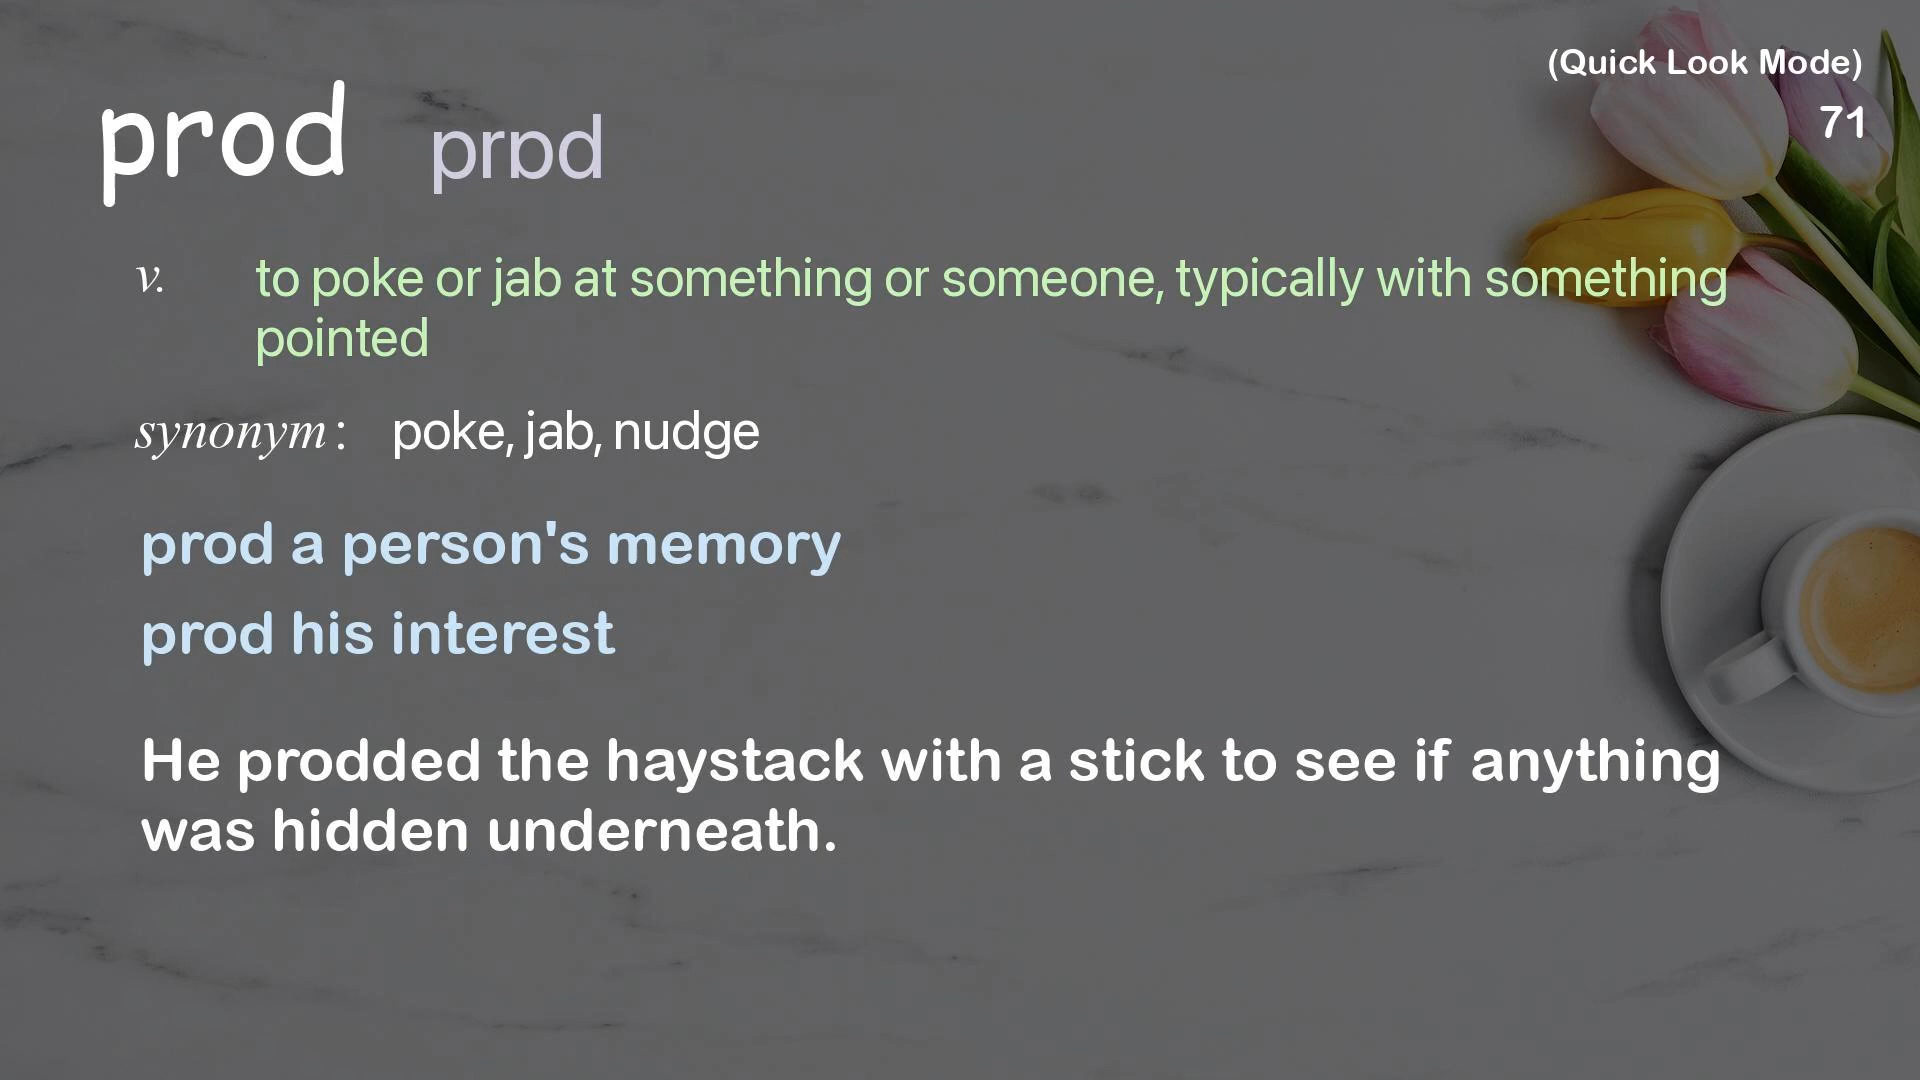 (Quick Look Mode)
71
prod prɒd
v. to poke or jab at something or someone, typically with something
pointed
synonym: poke, jab, nudge
prod a person's memory
prod his interest
He prodded the haystack with a stick to see if anything
was hidden underneath.